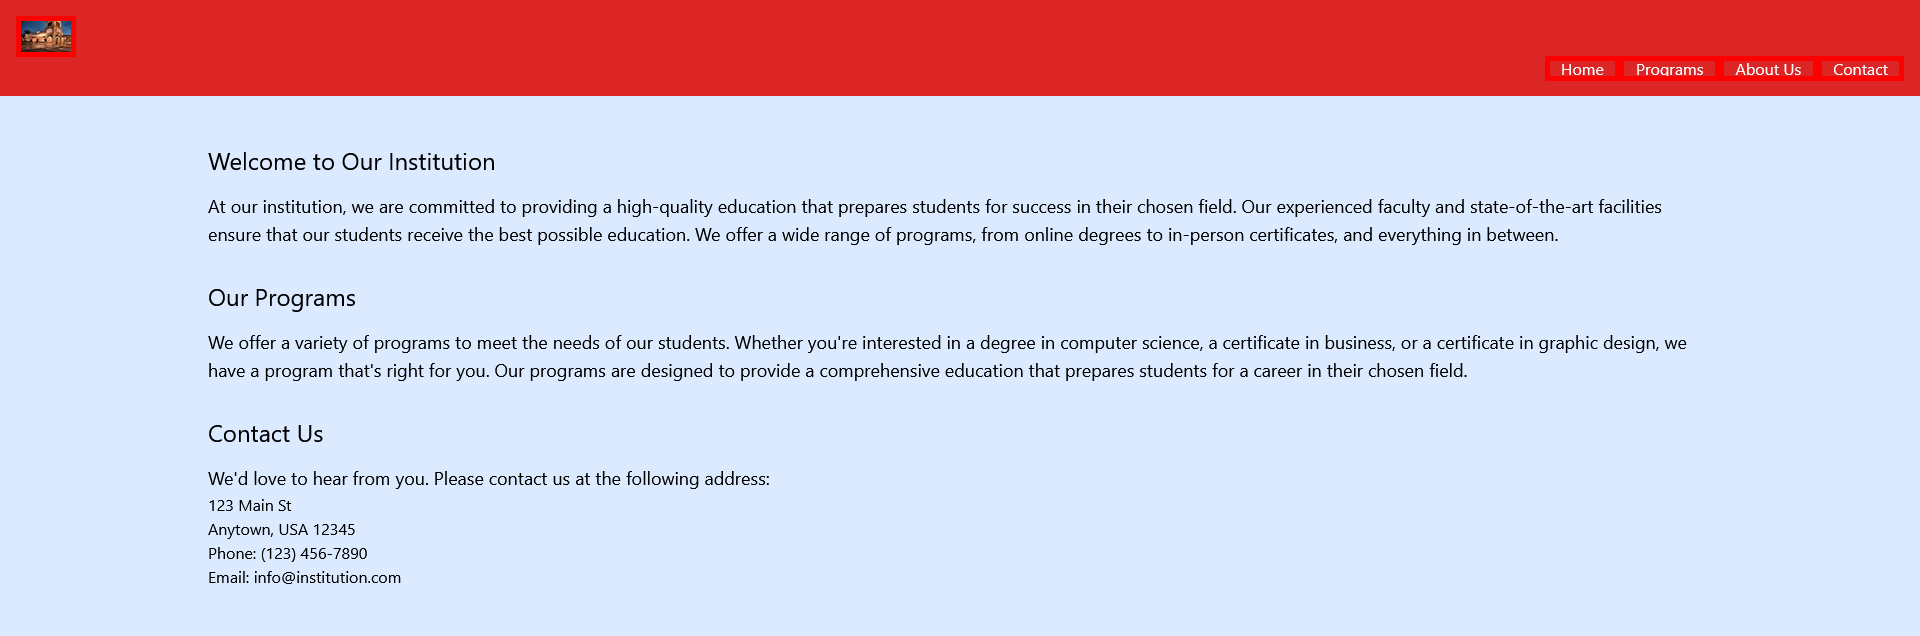 Home Programs About Us Contact
Welcome to Our Institution
At our institution, we are committed to providing a high-quality education that prepares students for success in their chosen field. Our experienced faculty and state-of-the-art facilities
ensure that our students receive the best possible education. We offer a wide range of programs, from online degrees to in-person certificates, and everything in between.
Our Programs
We offer a variety of programs to meet the needs of our students. Whether you're interested in a degree in computer science, a certificate in business, or a certificate in graphic design, we
have a program that's right for you. Our programs are designed to provide a comprehensive education that prepares students for a career in their chosen field.
Contact Us
We'd love to hear from you. Please contact us at the following address:
123 Main St
Anytown, USA 12345
Phone: (123) 456-7890
Email: info@institution.com